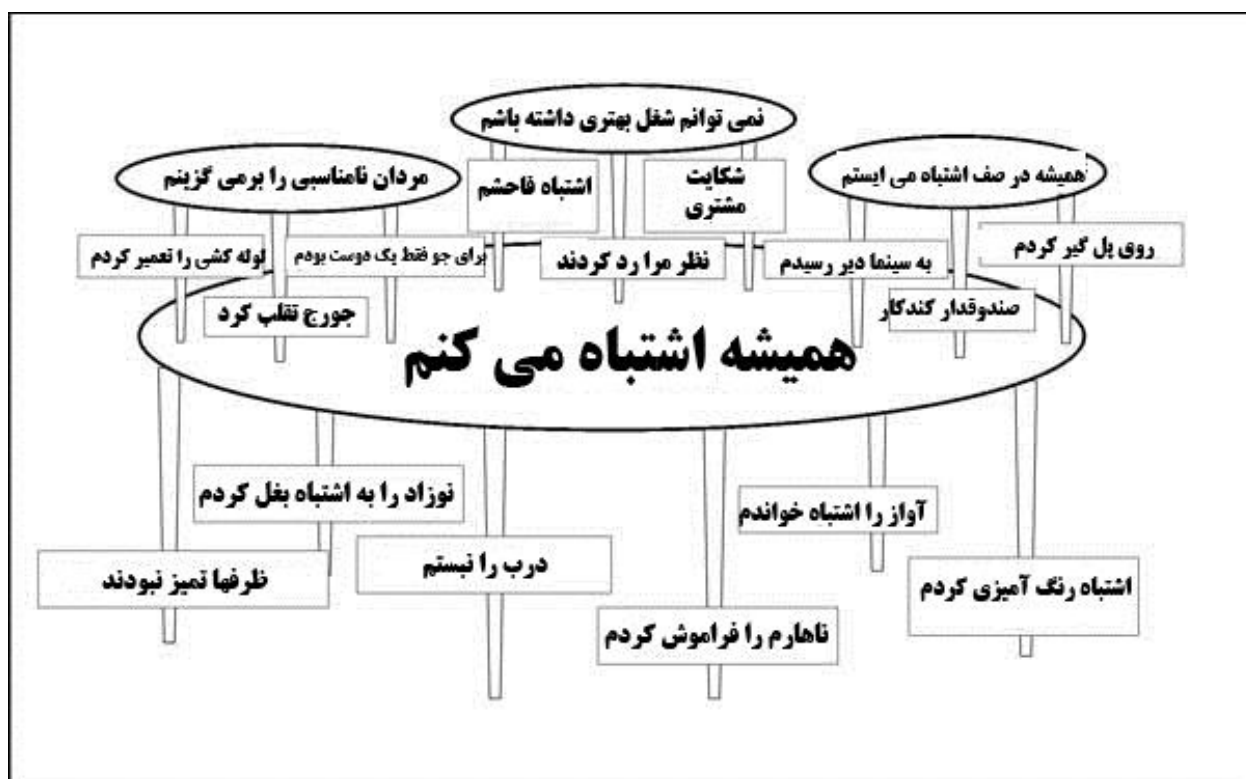 نمی توانم شغل بهتری داشته باشم
همیشه در صف اشتباه می ایستم
مردان نامناسبی را برمی گزینم
شکایت
مشتری
اشتباه فاحشم
روی پل گیر کردم
به سینما دیر رسیدم
نظر مرا رد کردند
برای جو فقط یک دوست بودم
لوله کشی را تعمیر کردم
صندوقدار کندکار
جورج تقلب کرد
همیشه اشتباه می کنم
نوزاد را به اشتباه بغل کردم
آواز را اشتباه خواندم
درب را نبستم
ظرفها تمیز نبودند
اشتباه رنگ آمیزی کردم
ناهارم را فراموش کردم